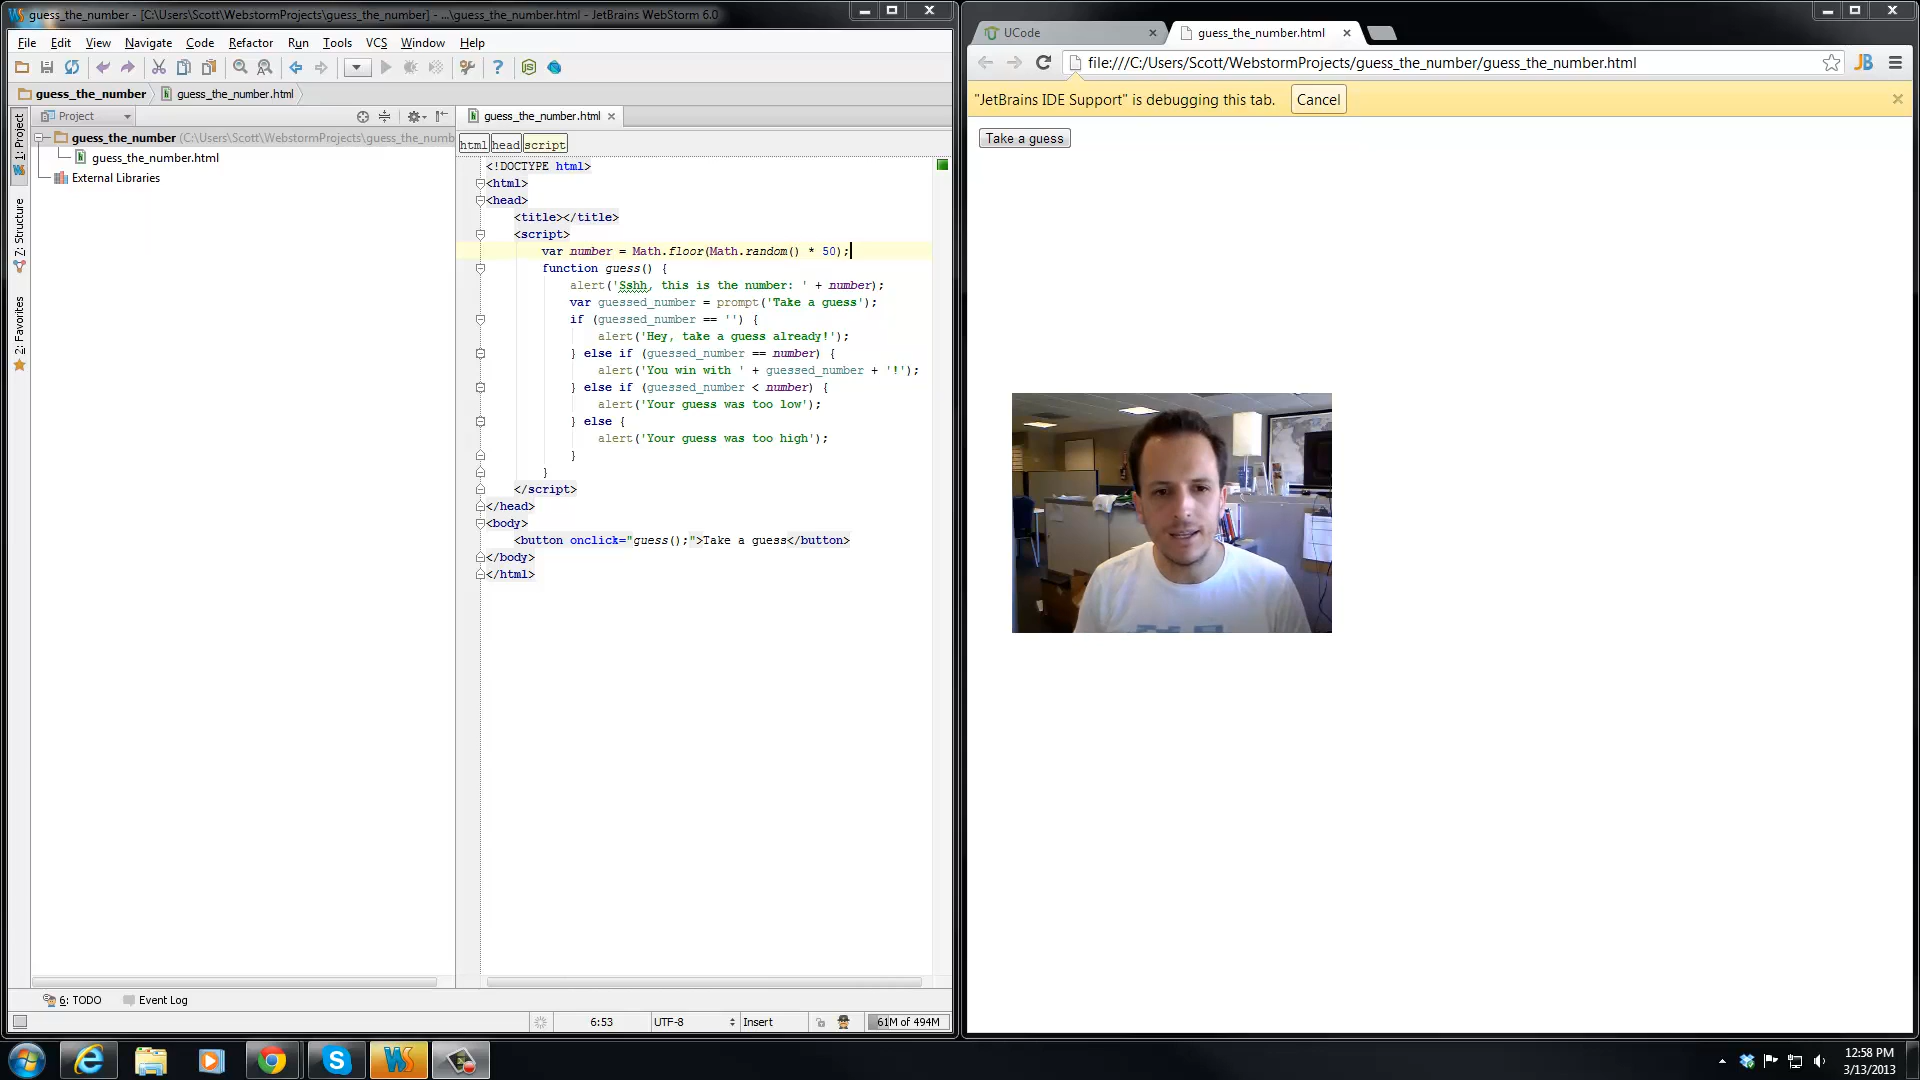 guess_the_number - [C:\Users\Scott\WebstormProjects\guess_the_number] - ...\guess_the_number.html - JetBrains WebStorm 6.0
File Edit View Navigate Code Refactor Run Tools VCS Window Help
guess_the_number guess_the_number.html
Project
guess_the_number (C:\Users\Scott\WebstormProjects\guess_the_numb
guess_the_number.html
External Libraries
1: Project
7: Structure
2: Favorites
guess_the_number.html
html head script
<!DOCTYPE html>
<html>
<head>
<title></title>
<script>
var number = Math.floor(Math.random() * 50);
function guess() {
alert('Sshh, this is the number: ' + number);
var guessed_number = prompt('Take a guess');
if (guessed_number == '') {
alert('Hey, take a guess already!');
} else if (guessed_number == number) {
alert('You win with ' + guessed_number + '!');
} else if (guessed_number < number) {
alert('Your guess was too low');
} else {
alert('Your guess was too high');
}
}
</script>
</head>
<body>
<button onclick="guess();">Take a guess</button>
</body>
</html>
6: TODO Event Log
6:53 UTF-8 Insert 61M of 494M
UCode guess_the_number.html
file:///C:/Users/Scott/WebstormProjects/guess_the_number/guess_the_number.html
"JetBrains IDE Support" is debugging this tab. Cancel
Take a guess
12:58 PM
3/13/2013